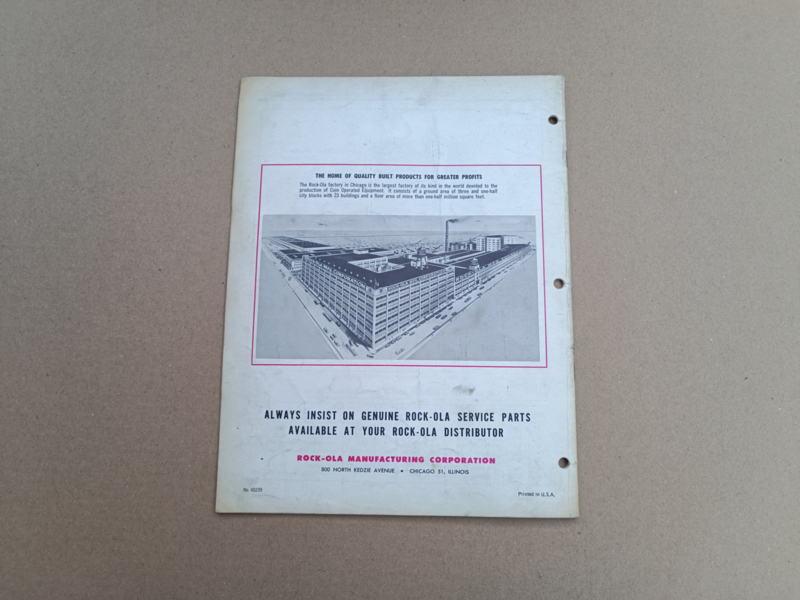 THE HOME OF QUALITY BUILT PRODUCTS FOR GREATER PROFITS
The Rock-Ola factory in Chicago is the largest factory of its kind in the world devoted to the
production of Coin Operated Equipment. It consists of a ground area of three and one-half
city blocks with 23 buildings and a floor area of more than one-half million square feet.
ALWAYS INSIST ON GENUINE ROCK-OLA SERVICE PARTS
AVAILABLE AT YOUR ROCK-OLA DISTRIBUTOR
ROCK-OLA MANUFACTURING CORPORATION
800 NORTH KEDZIE AVENUE • CHICAGO 51, ILLINOIS
No.
Printed in U.S.A.